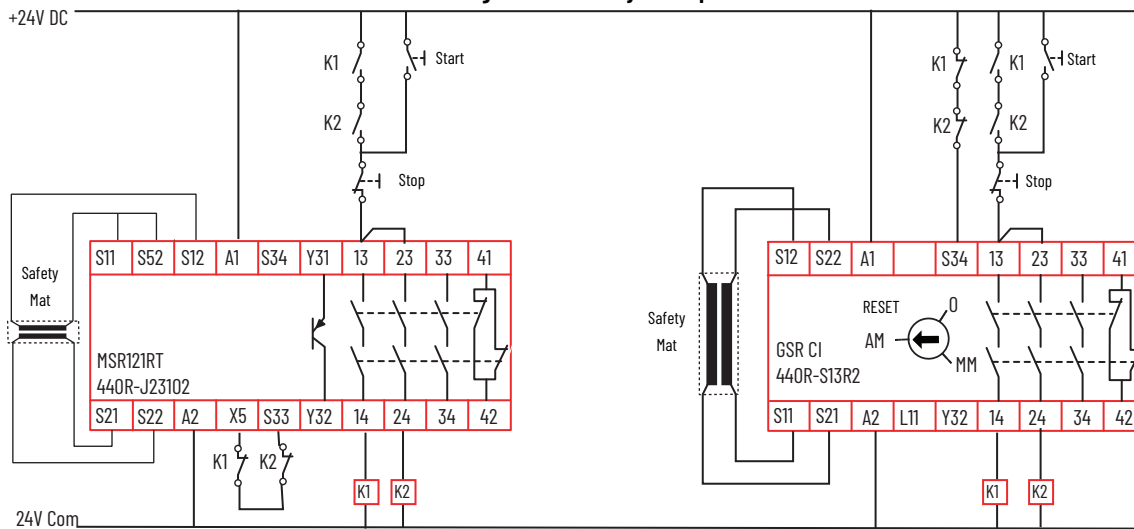 +24V DC
K1
Start
K2
Stop
S11 S52 S12 A1 S34 Y31 13 23 33 41
Safety
Mat
MSR121RT
440R-J23102
S21 S22 A2 X5 S33 Y32 14 24 34 42
K1 K2
K1 K2
24V Com
K1 K1 Start
K2 K2
Stop
S12 S22 A1 S34 13 23 33 41
Safety
Mat
RESET 0
AM
MM
GSR CI
440R-S13R2
S11 S21 A2 L11 Y32 14 24 34 42
K1 K2